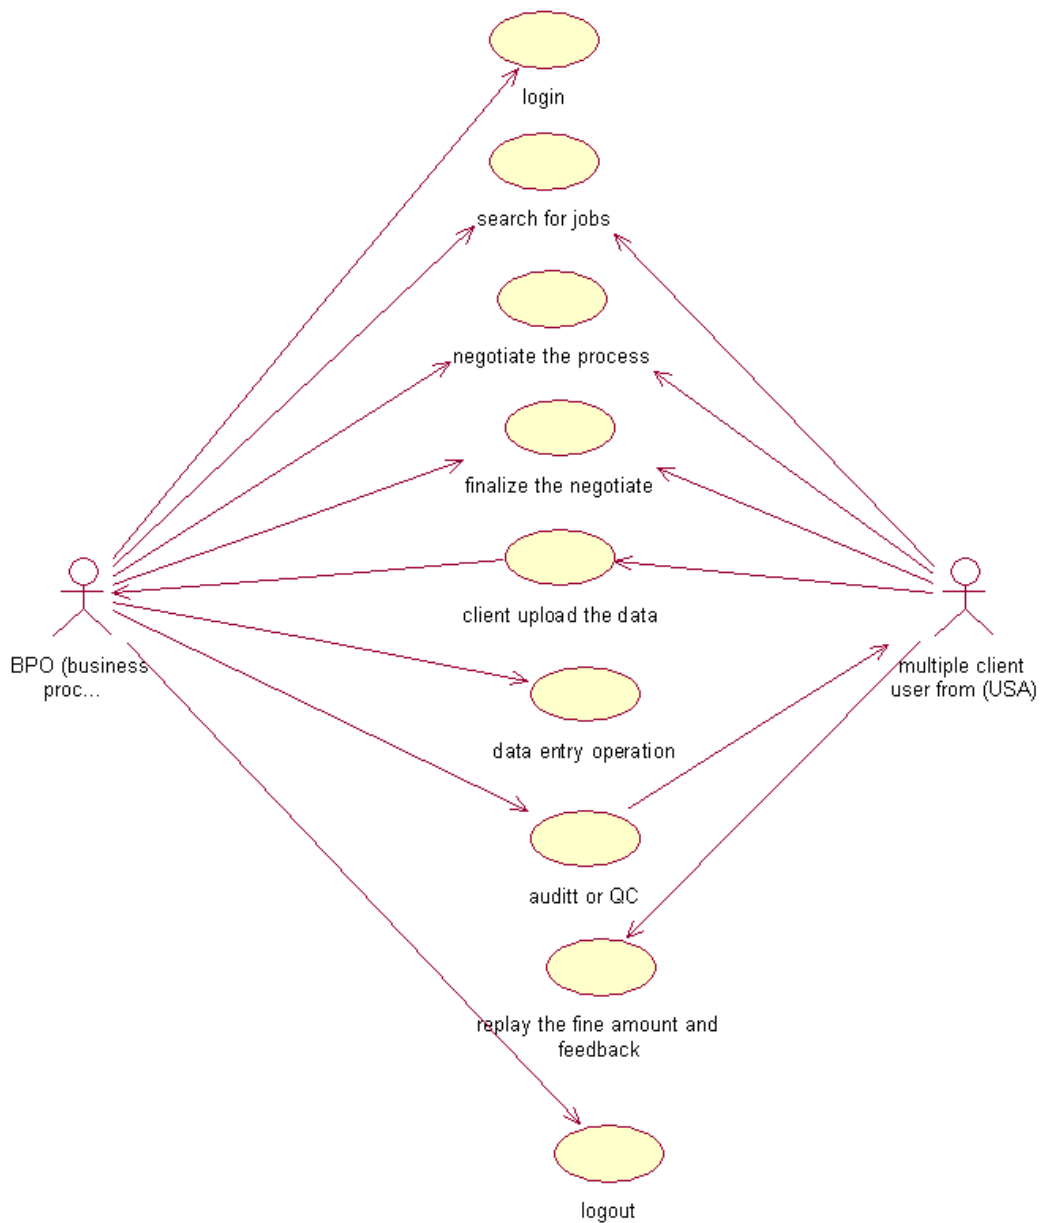 login
search for jobs
negotiate the process
finalize the negotiate
client upload the data
BPO (business
proc...
multiple client
user from (USA)
data entry operation
auditt or QC
replay the fine amount and
feedback
logout